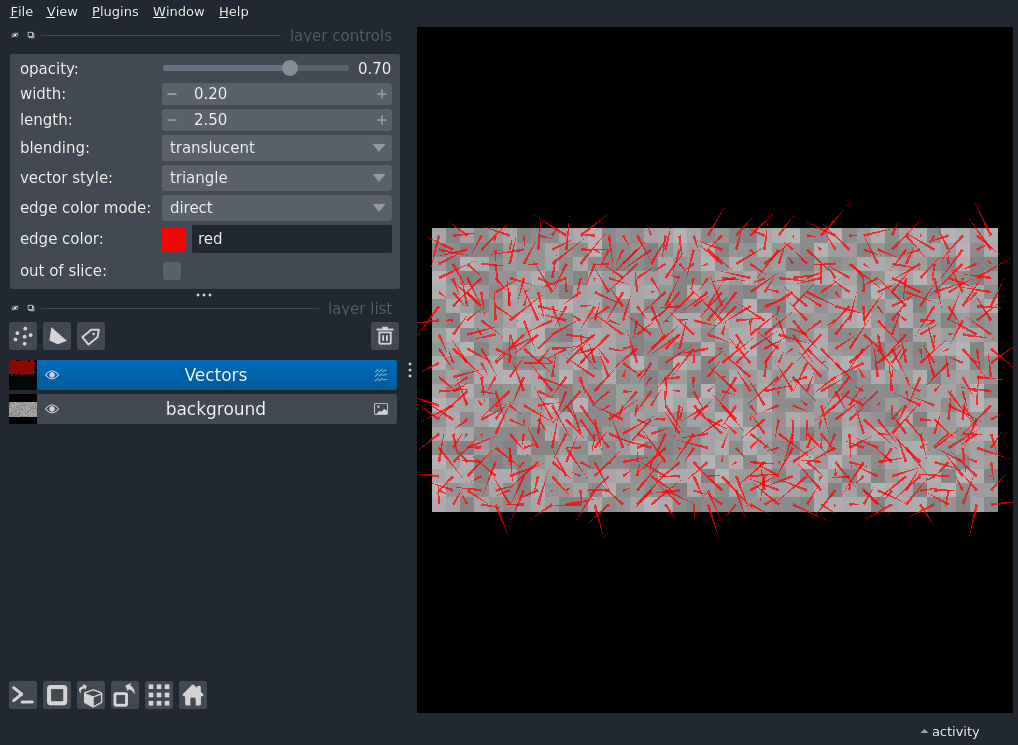 File View Plugins Window Help
layer controls
opacity: 0.70
width: − 0.20 +
length: − 2.50 +
blending: translucent
vector style: triangle
edge color mode: direct
edge color: red
out of slice:
layer list
Vectors
background
activity